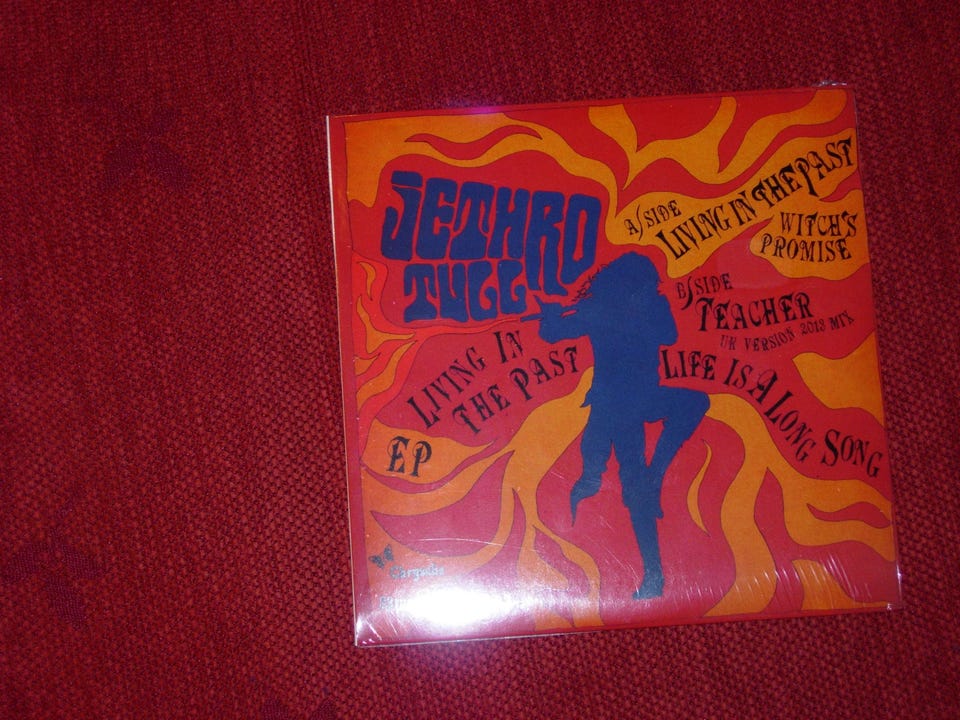 JETHRO
TULL
LIVING IN
THE PAST
EP
A/SIDE
LIVING IN THE PAST
WITCH'S
PROMISE
B/SIDE
TEACHER
UK VERSION 2013 MIX
LIFE IS A LONG SONG
Chrysalis